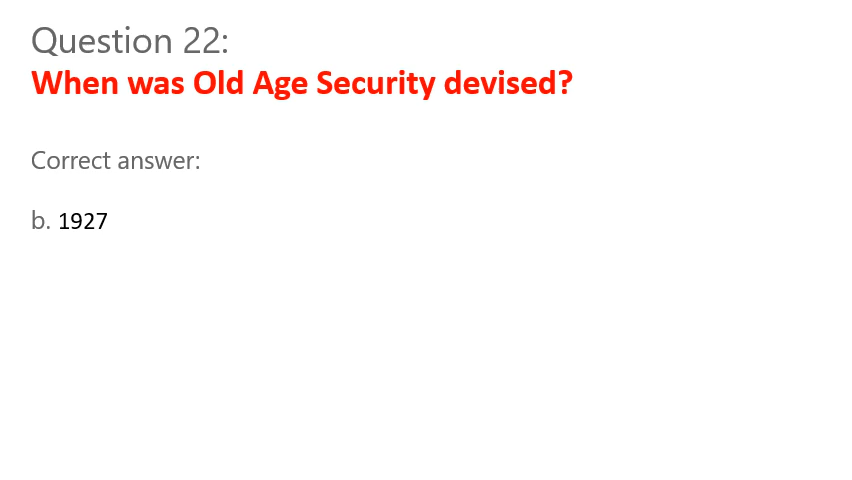 Question 22:
When was Old Age Security devised?
Correct answer:
b. 1927